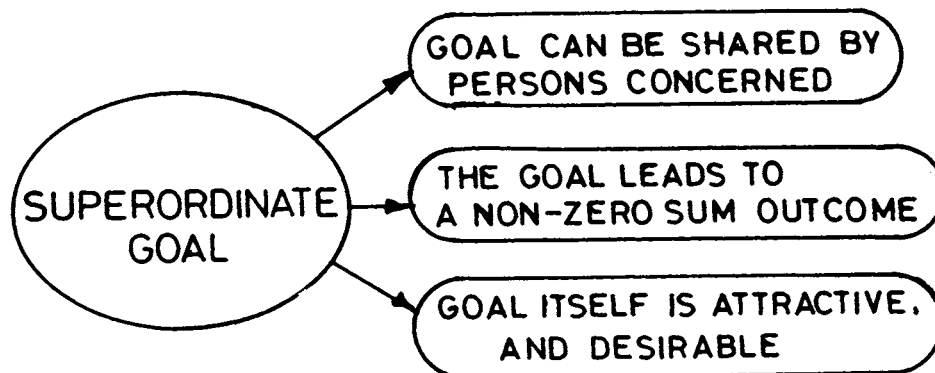 GOAL CAN BE SHARED BY
PERSONS CONCERNED
SUPERORDINATE
GOAL
THE GOAL LEADS TO
A NON-ZERO SUM OUTCOME
GOAL ITSELF IS ATTRACTIVE,
AND DESIRABLE